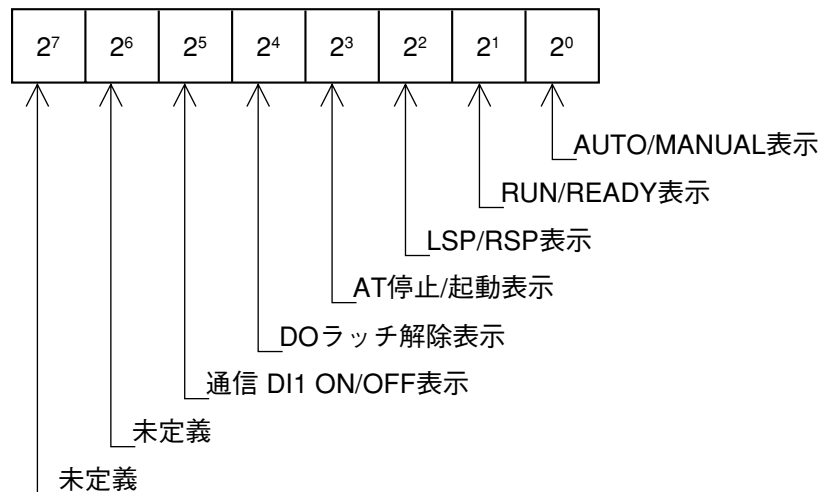 2⁷ 2⁶ 2⁵ 2⁴ 2³ 2² 2¹ 2⁰
AUTO/MANUAL表示
RUN/READY表示
LSP/RSP表示
AT停止/起動表示
DOラッチ解除表示
通信 DI1 ON/OFF表示
未定義
未定義